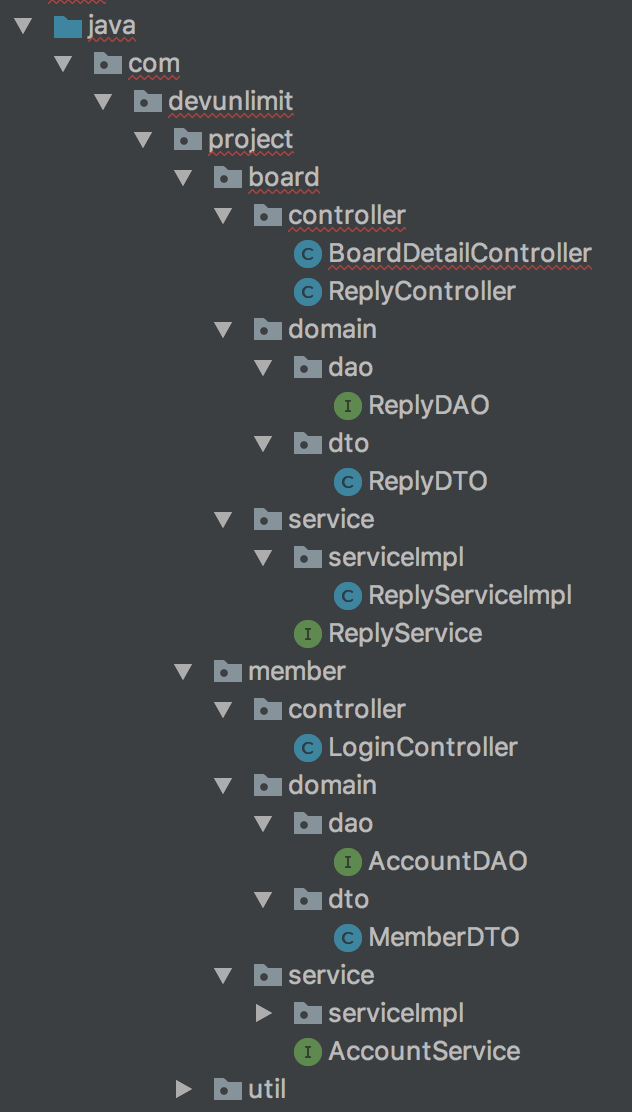 java
com
devunlimit
project
board
controller
BoardDetailController
ReplyController
domain
dao
ReplyDAO
dto
ReplyDTO
service
serviceImpl
ReplyServiceImpl
ReplyService
member
controller
LoginController
domain
dao
AccountDAO
dto
MemberDTO
service
serviceImpl
AccountService
util